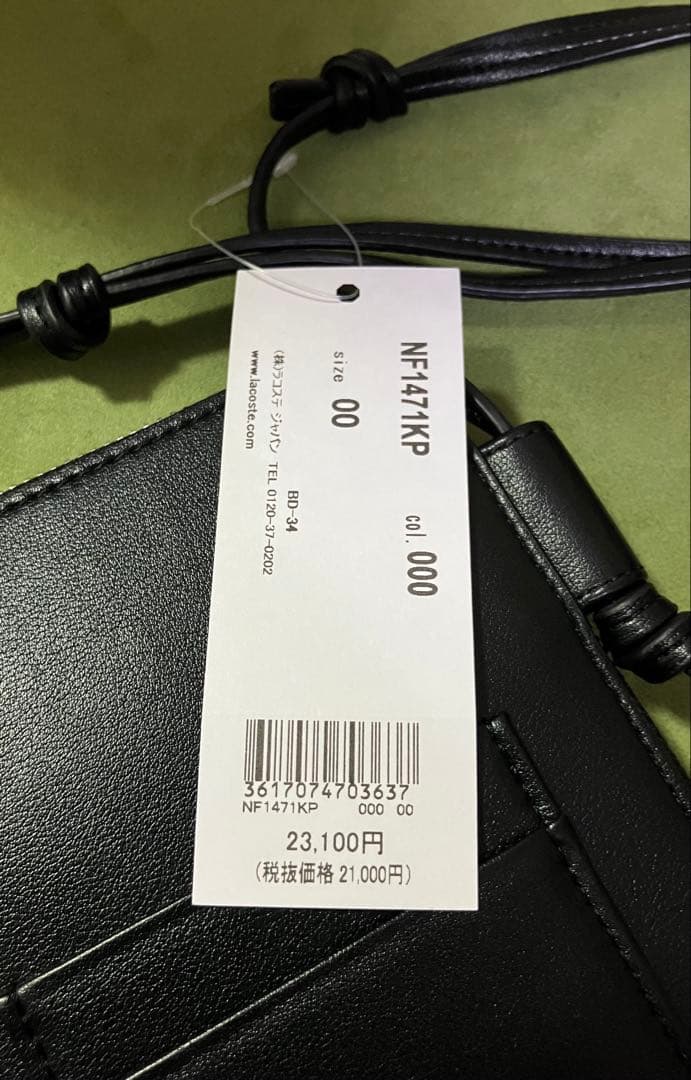 NF1471KP col. 000
size 00
BD-34
(株)ラコステ ジャパン TEL 0120-37-0202
www.lacoste.com
3617074703637
NF1471KP 000 00
23,100円
(税抜価格 21,000円)